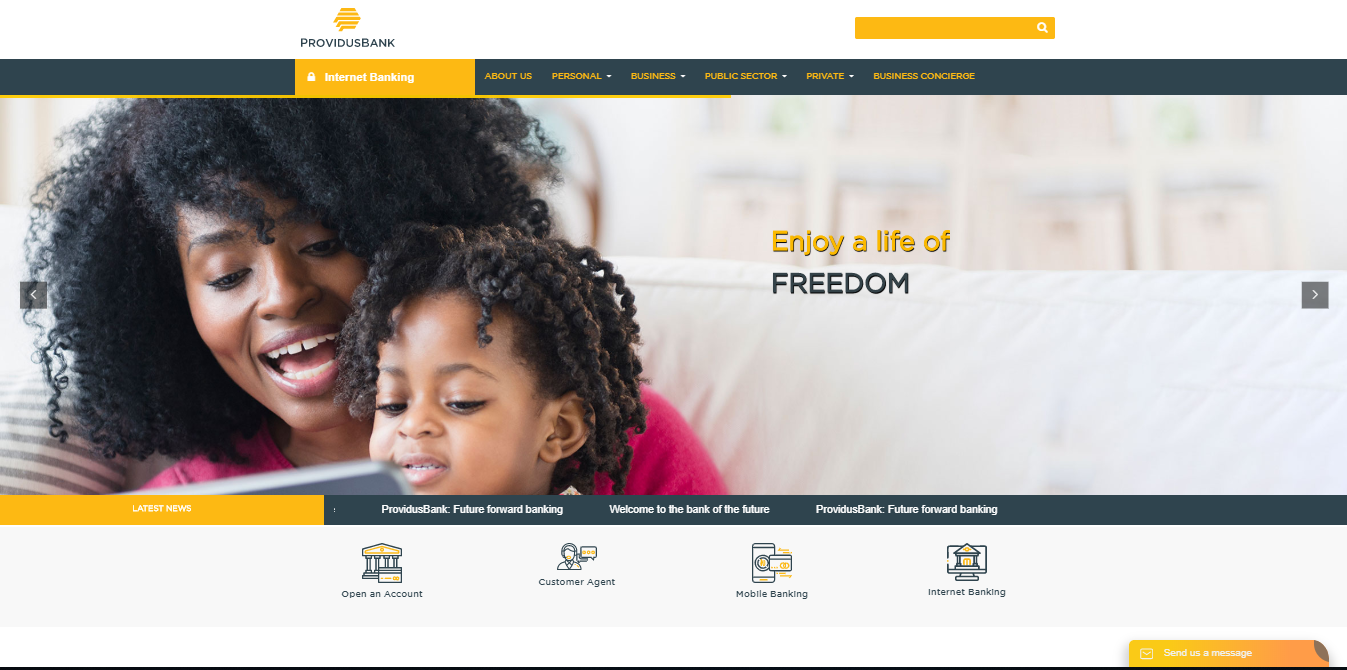 PROVIDUSBANK
Internet Banking
ABOUT US
PERSONAL
BUSINESS
PUBLIC SECTOR
PRIVATE
BUSINESS CONCIERGE
Enjoy a life of
FREEDOM
LATEST NEWS
ProvidusBank: Future forward banking
Welcome to the bank of the future
ProvidusBank: Future forward banking
Open an Account
Customer Agent
Mobile Banking
Internet Banking
Send us a message